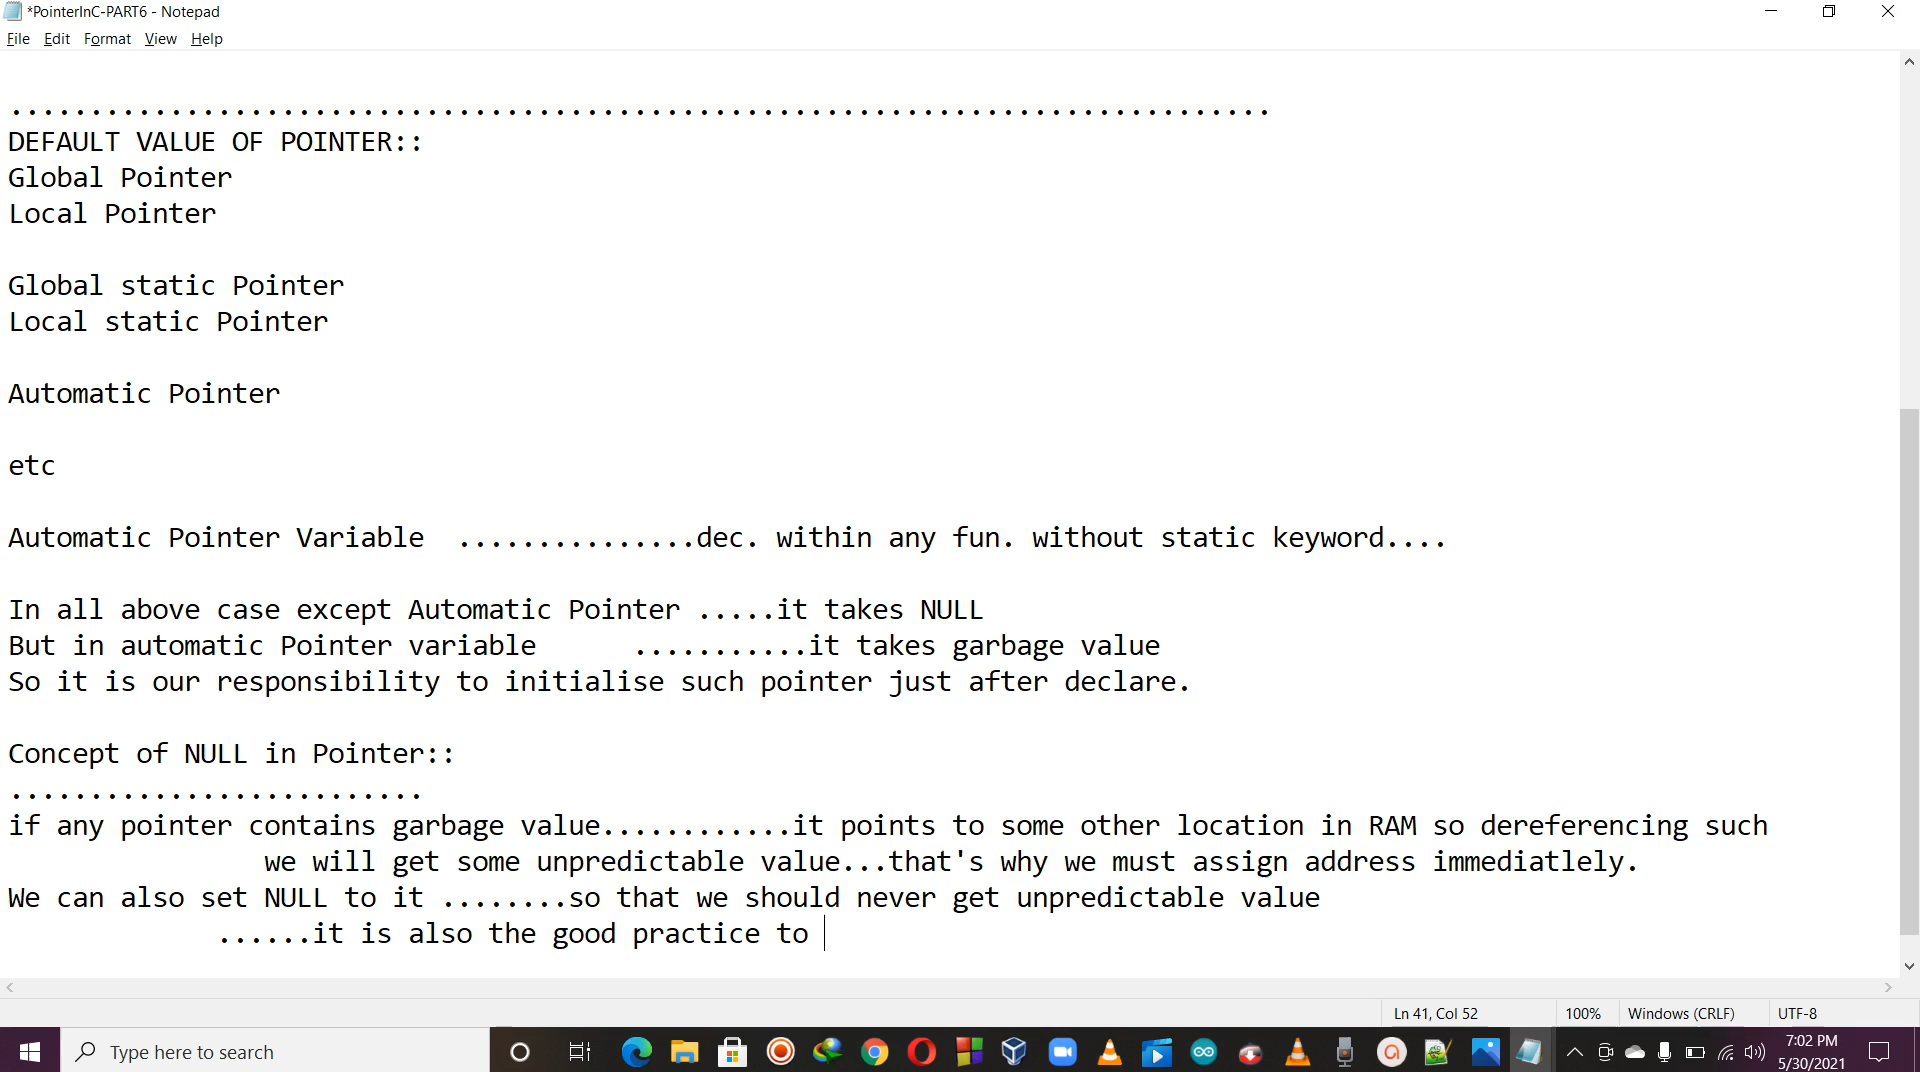 *PointerInC-PART6 - Notepad
File Edit Format View Help
...............................................................................
DEFAULT VALUE OF POINTER::
Global Pointer
Local Pointer
Global static Pointer
Local static Pointer
Automatic Pointer
etc
Automatic Pointer Variable ...............dec. within any fun. without static keyword....
In all above case except Automatic Pointer .....it takes NULL
But in automatic Pointer variable ...........it takes garbage value
So it is our responsibility to initialise such pointer just after declare.
Concept of NULL in Pointer::
..........................
if any pointer contains garbage value............it points to some other location in RAM so dereferencing such
we will get some unpredictable value...that's why we must assign address immediatlely.
We can also set NULL to it ........so that we should never get unpredictable value
......it is also the good practice to
Ln 41, Col 52 100% Windows (CRLF) UTF-8
Type here to search
7:02 PM
5/30/2021